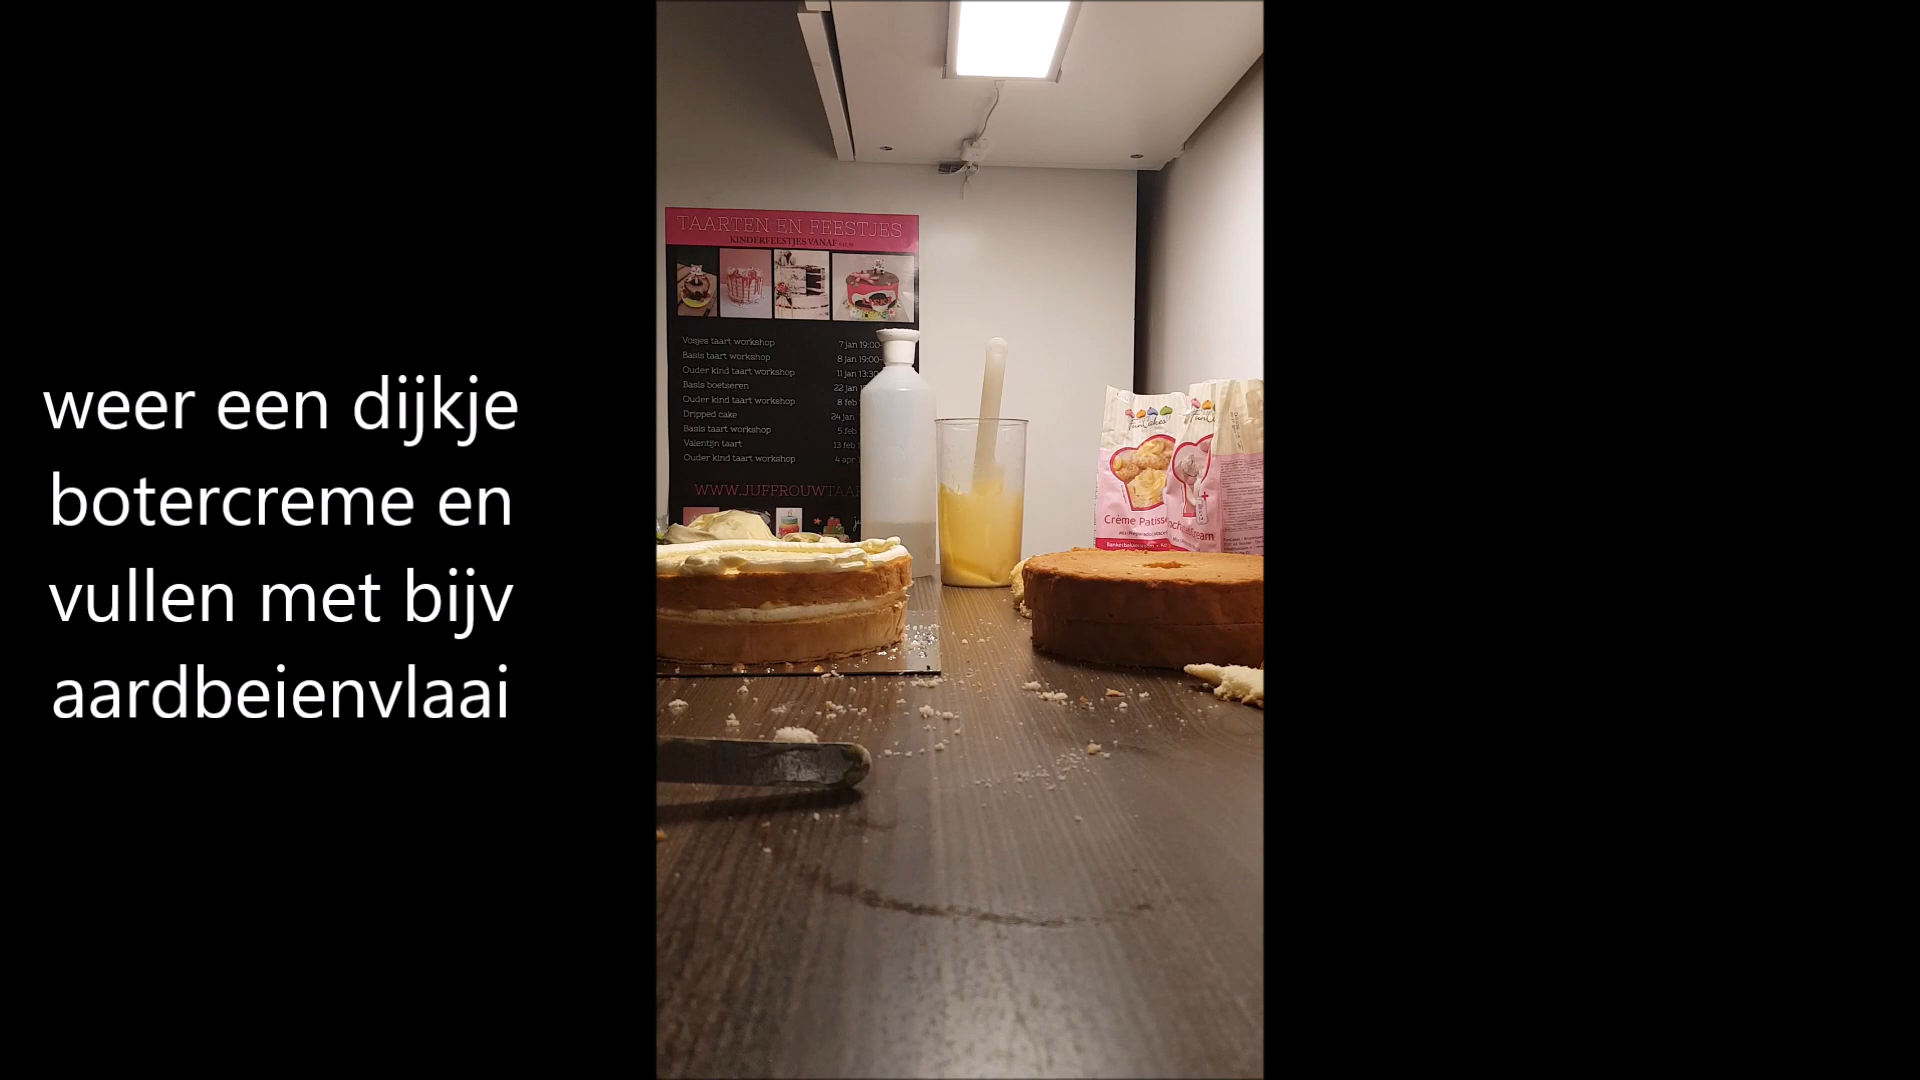 weer een dijkje
botercreme en
vullen met bijv
aardbeienvlaai
TAARTEN EN FEESTJES
KINDERFEESTJES VANAF
Vosjes taart workshop 7 jan 19:00-
Basis taart workshop 8 jan 19:00-
Ouder kind taart workshop 11 jan 13:30
Basis boetseren 22 jan
Ouder kind taart workshop 8 feb
Dripped cake 24 jan
Basis taart workshop 5 feb
Valentijn taart 13 feb
Ouder kind taart workshop 4 apr
WWW.JUFFROUWTAAR
FunCakes
Crème Patiss